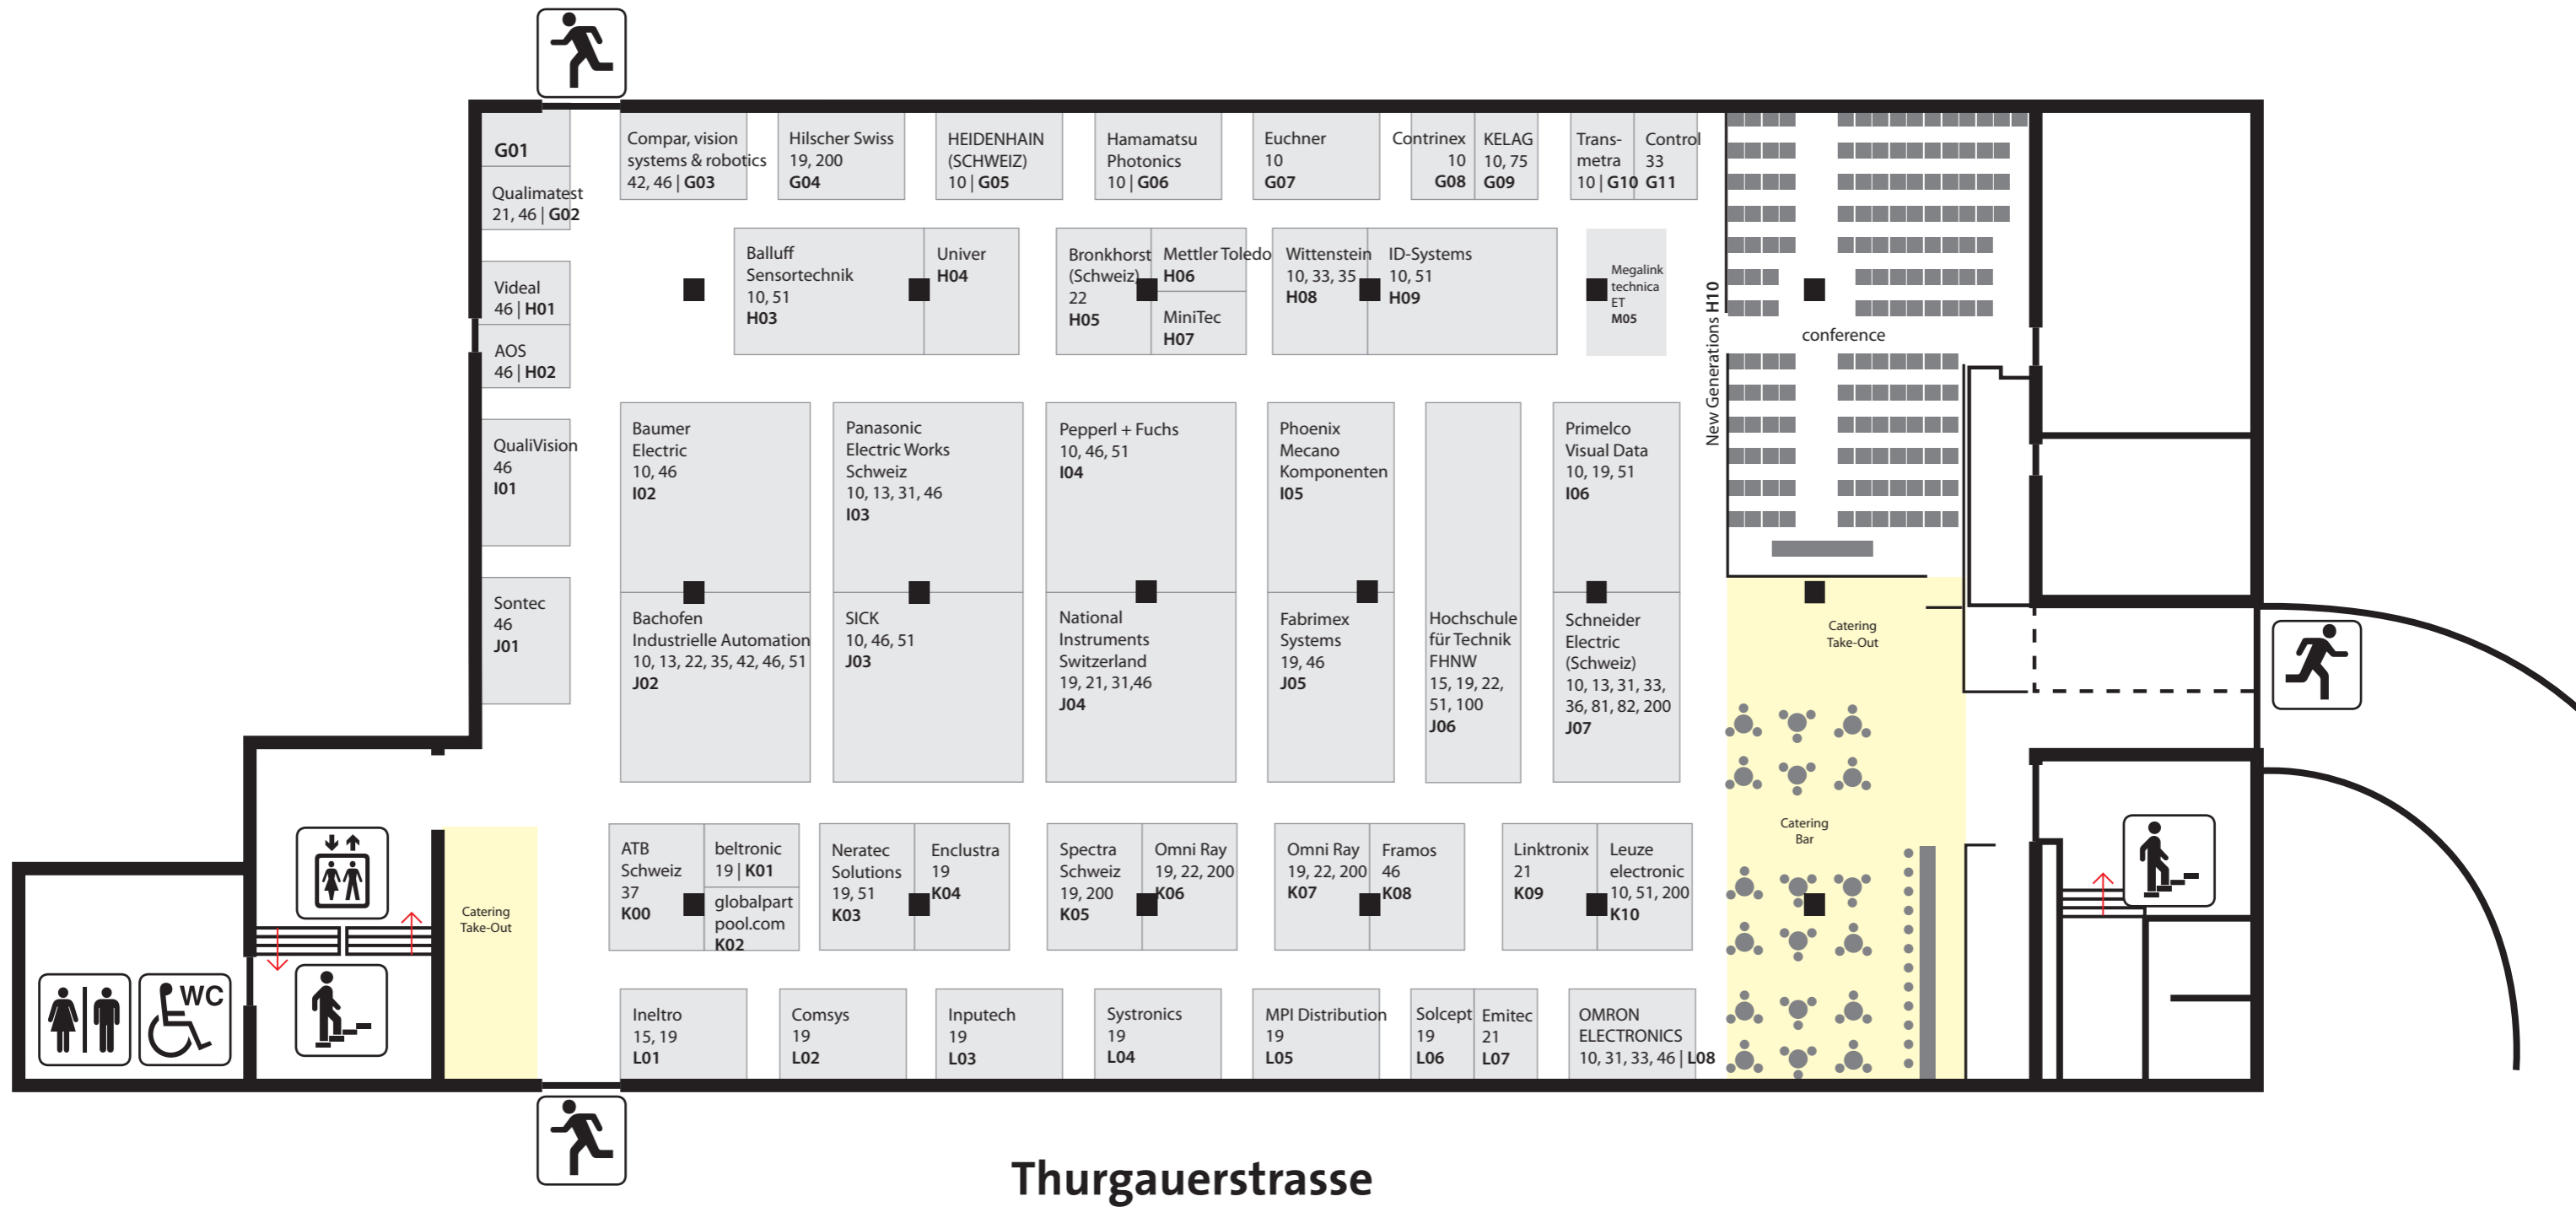 G01
Qualimatest
21, 46 | G02
Compar, vision
systems & robotics
42, 46 | G03
Hilscher Swiss
19, 200
G04
HEIDENHAIN
(SCHWEIZ)
10 | G05
Hamamatsu
Photonics
10 | G06
Euchner
10
G07
Contrinex
10
G08
KELAG
10, 75
G09
Trans-
metra
10 | G10
Control
33
G11
Videal
46 | H01
AOS
46 | H02
Balluff
Sensortechnik
10, 51
H03
Univer
H04
Bronkhorst
(Schweiz)
22
H05
Mettler Toledo
H06
MiniTec
H07
Wittenstein
10, 33, 35
H08
ID-Systems
10, 51
H09
Megalink
technica
ET
M05
New Generations H10
conference
QualiVision
46
I01
Baumer
Electric
10, 46
I02
Panasonic
Electric Works
Schweiz
10, 13, 31, 46
I03
Pepperl + Fuchs
10, 46, 51
I04
Phoenix
Mecano
Komponenten
I05
Primelco
Visual Data
10, 19, 51
I06
Sontec
46
J01
Bachofen
Industrielle Automation
10, 13, 22, 35, 42, 46, 51
J02
SICK
10, 46, 51
J03
National
Instruments
Switzerland
19, 21, 31,46
J04
Fabrimex
Systems
19, 46
J05
Hochschule
für Technik
FHNW
15, 19, 22,
51, 100
J06
Schneider
Electric
(Schweiz)
10, 13, 31, 33,
36, 81, 82, 200
J07
Catering
Take-Out
Catering
Bar
ATB
Schweiz
37
K00
beltronic
19 | K01
globalpart
pool.com
K02
Neratec
Solutions
19, 51
K03
Enclustra
19
K04
Spectra
Schweiz
19, 200
K05
Omni Ray
19, 22, 200
K06
Omni Ray
19, 22, 200
K07
Framos
46
K08
Linktronix
21
K09
Leuze
electronic
10, 51, 200
K10
Catering
Take-Out
WC
Ineltro
15, 19
L01
Comsys
19
L02
Inputech
19
L03
Systronics
19
L04
MPI Distribution
19
L05
Solcept
19
L06
Emitec
21
L07
OMRON
ELECTRONICS
10, 31, 33, 46 | L08
Thurgauerstrasse